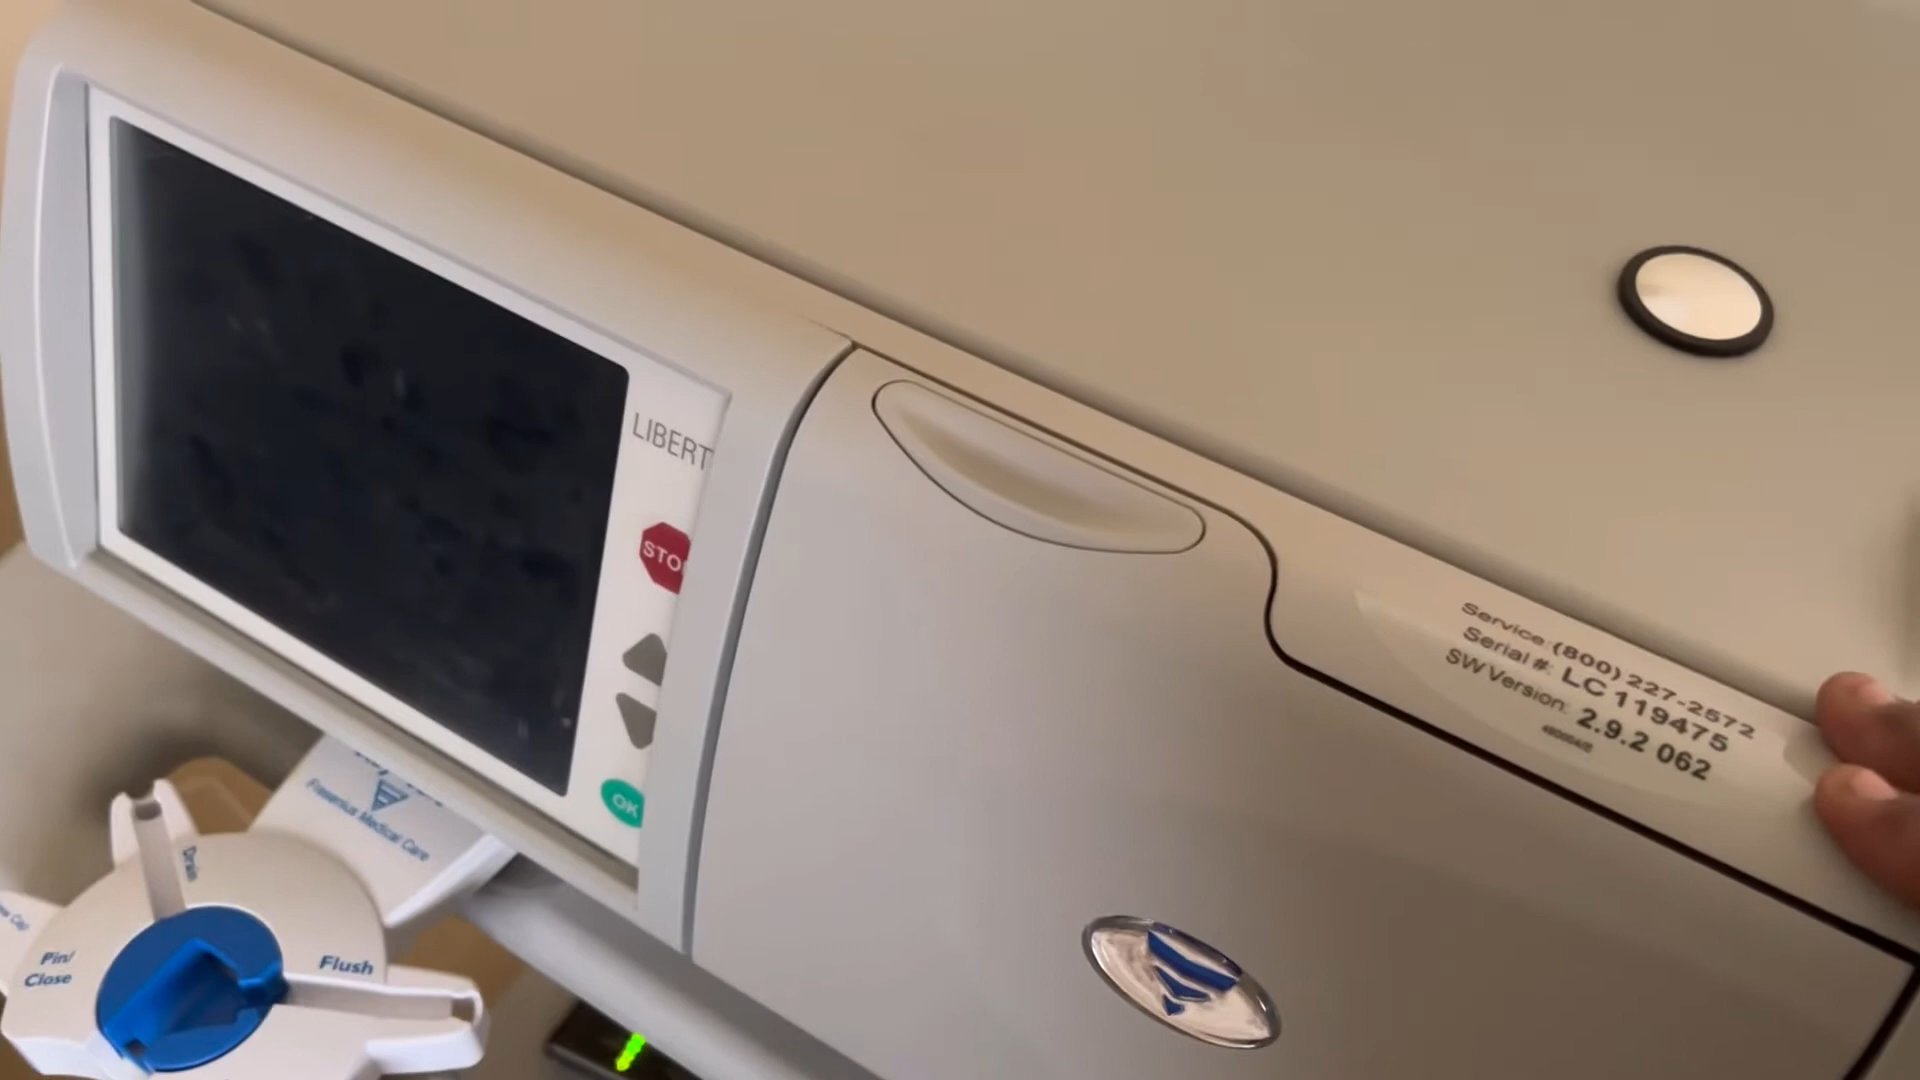 LIBERT
STO
OK
Service: (800) 227-2572
Serial #: LC 119475
SW Version: 2.9.2 062
Fresenius Medical Care
Drain
Cap
Pin/
Close
Flush